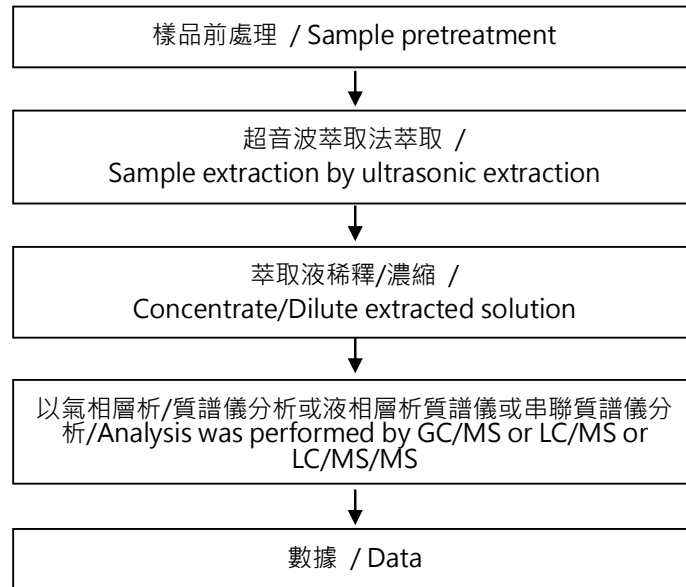 樣品前處理 / Sample pretreatment
超音波萃取法萃取 /
Sample extraction by ultrasonic extraction
萃取液稀釋/濃縮 /
Concentrate/Dilute extracted solution
以氣相層析/質譜儀分析或液相層析質譜儀或串聯質譜儀分
析/Analysis was performed by GC/MS or LC/MS or
LC/MS/MS
數據 / Data